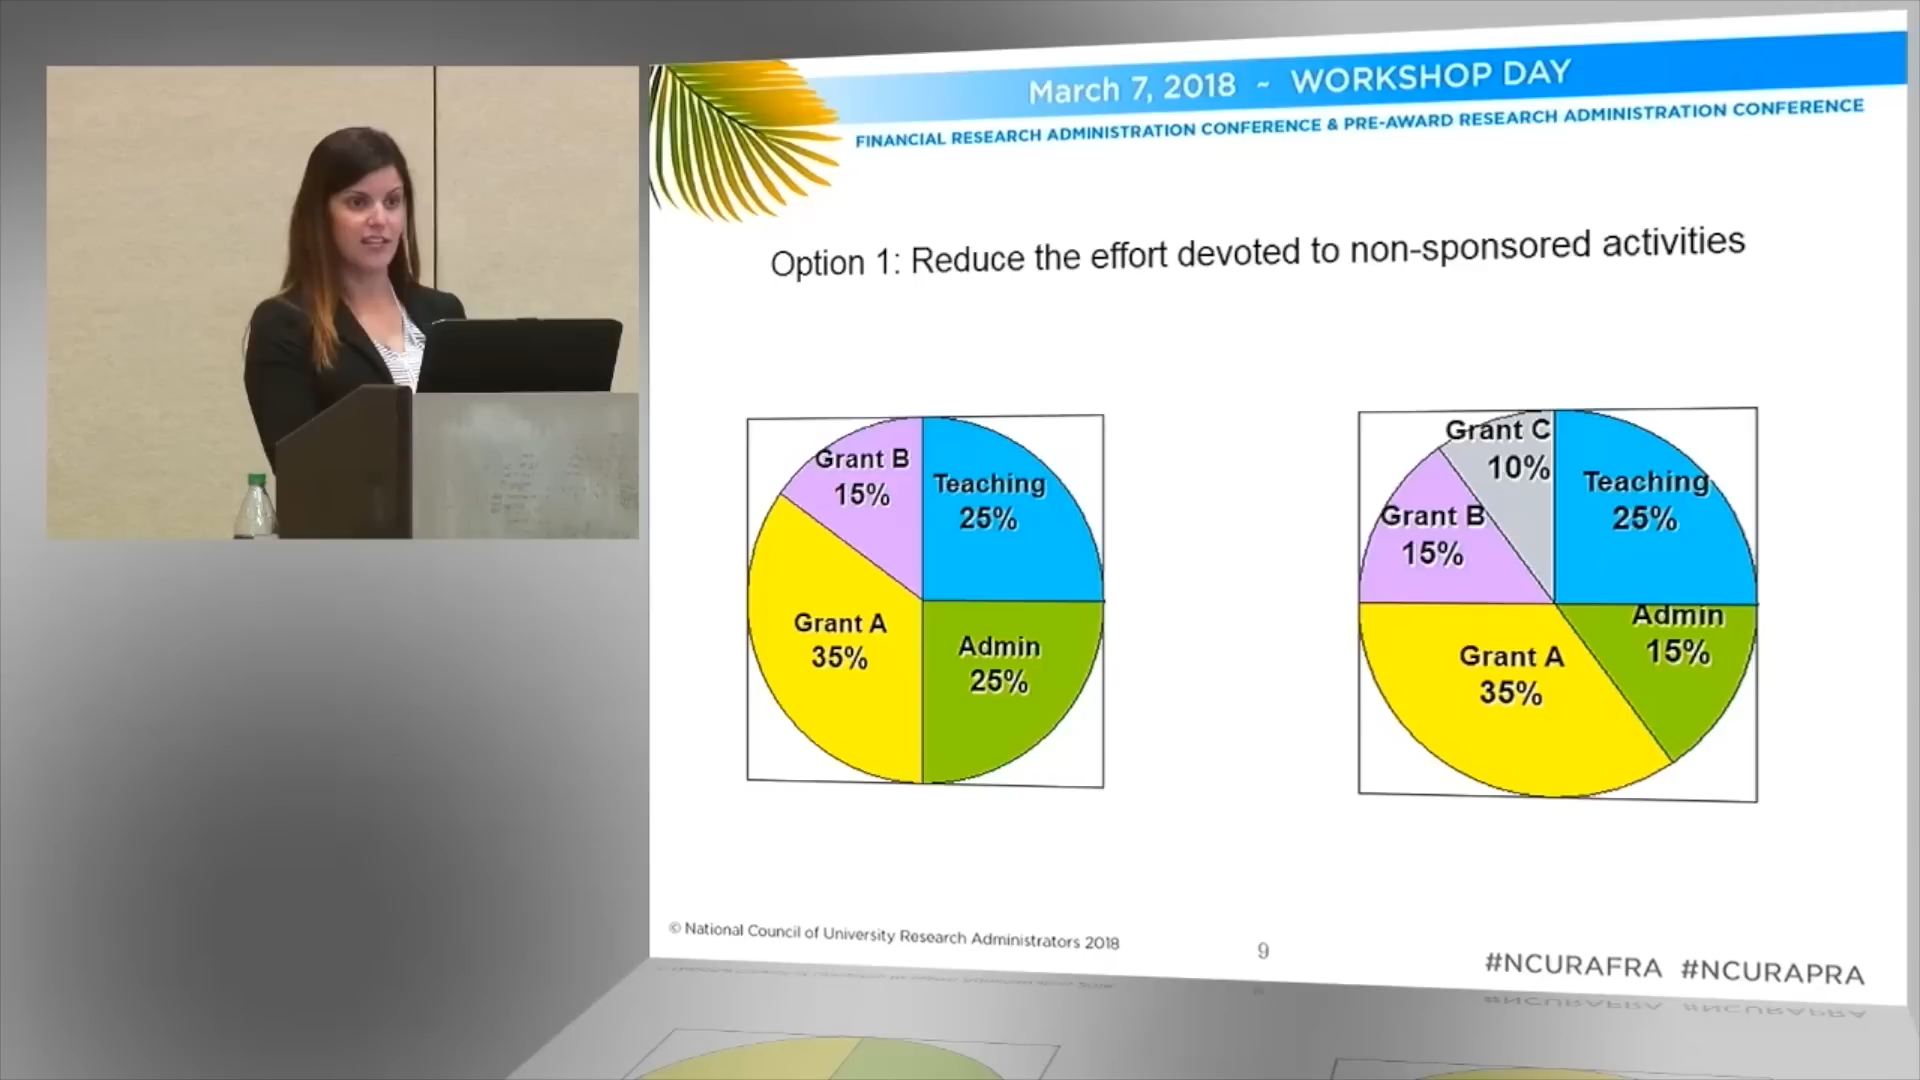 March 7, 2018 ~ WORKSHOP DAY
FINANCIAL RESEARCH ADMINISTRATION CONFERENCE & PRE-AWARD RESEARCH ADMINISTRATION CONFERENCE
Option 1: Reduce the effort devoted to non-sponsored activities
Grant B
15%
Teaching
25%
Grant A
35%
Admin
25%
Grant C
10%
Teaching
25%
Grant B
15%
Admin
15%
Grant A
35%
© National Council of University Research Administrators 2018
9
#NCURAFRA #NCURAPRA